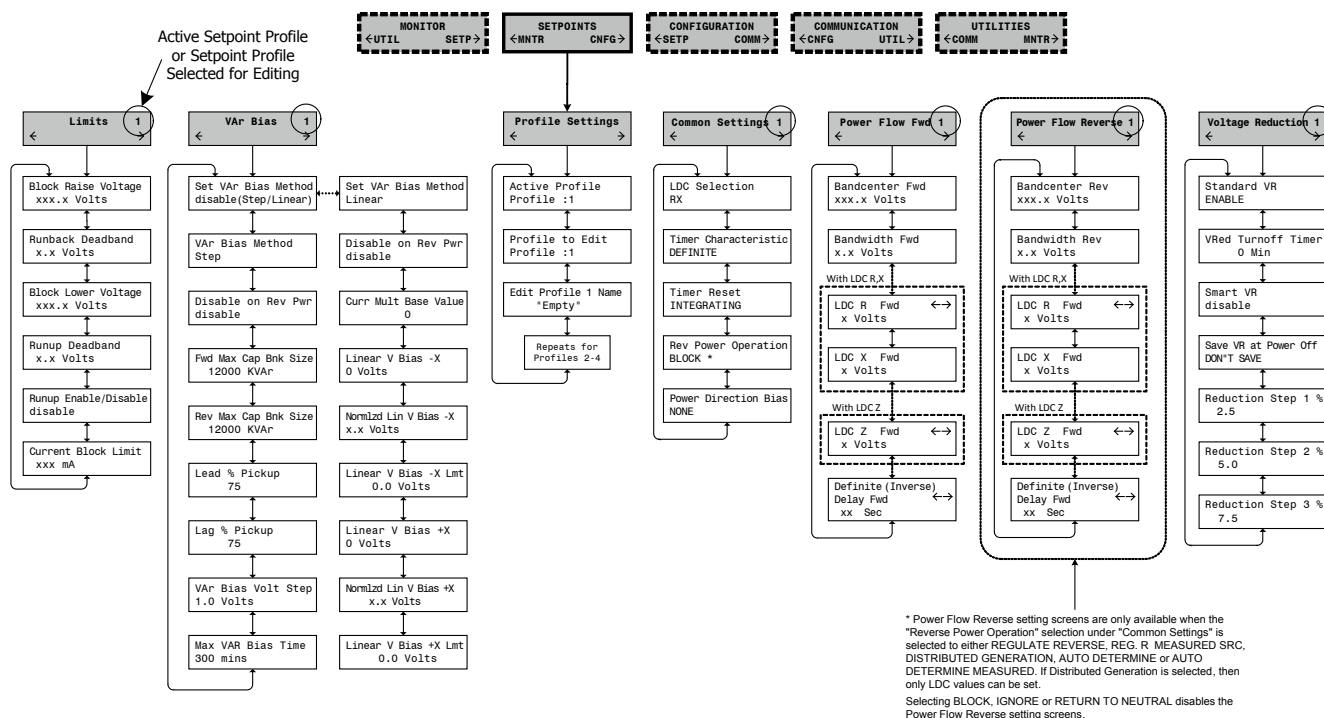 MONITOR
←UTIL SETP→
SETPOINTS
←MNTR CNFG→
CONFIGURATION
←SETP COMM→
COMMUNICATION
←CNFG UTIL→
UTILITIES
←COMM MNTR→
Active Setpoint Profile
or Setpoint Profile
Selected for Editing
Limits 1
← →
Block Raise Voltage
xxx.x Volts
Runback Deadband
x.x Volts
Block Lower Voltage
xxx.x Volts
Runup Deadband
x.x Volts
Runup Enable/Disable
disable
Current Block Limit
xxx mA
VAr Bias 1
← →
Set VAr Bias Method
disable(Step/Linear)
VAr Bias Method
Step
Disable on Rev Pwr
disable
Fwd Max Cap Bnk Size
12000 KVAr
Rev Max Cap Bnk Size
12000 KVAr
Lead % Pickup
75
Lag % Pickup
75
VAr Bias Volt Step
1.0 Volts
Max VAR Bias Time
300 mins
Set VAr Bias Method
Linear
Disable on Rev Pwr
disable
Curr Mult Base Value
0
Linear V Bias -X
0 Volts
Normlzd Lin V Bias -X
x.x Volts
Linear V Bias -X Lmt
0.0 Volts
Linear V Bias +X
0 Volts
Normlzd Lin V Bias +X
x.x Volts
Linear V Bias +X Lmt
0.0 Volts
Profile Settings
← →
Active Profile
Profile :1
Profile to Edit
Profile :1
Edit Profile 1 Name
"Empty"
Repeats for
Profiles 2-4
Common Settings 1
← →
LDC Selection
RX
Timer Characteristic
DEFINITE
Timer Reset
INTEGRATING
Rev Power Operation
BLOCK *
Power Direction Bias
NONE
Power Flow Fwd 1
← →
Bandcenter Fwd
xxx.x Volts
Bandwidth Fwd
x.x Volts
With LDC R,X
LDC R Fwd ←→
x Volts
LDC X Fwd
x Volts
With LDC Z
LDC Z Fwd ←→
x Volts
Definite(Inverse)
Delay Fwd ←→
xx Sec
Power Flow Reverse 1
← →
Bandcenter Rev
xxx.x Volts
Bandwidth Rev
x.x Volts
With LDC R,X
LDC R Fwd ←→
x Volts
LDC X Fwd
x Volts
With LDC Z
LDC Z Fwd ←→
x Volts
Definite(Inverse)
Delay Fwd ←→
xx Sec
Voltage Reduction 1
← →
Standard VR
ENABLE
VRed Turnoff Timer
0 Min
Smart VR
disable
Save VR at Power Off
DON"T SAVE
Reduction Step 1 %
2.5
Reduction Step 2 %
5.0
Reduction Step 3 %
7.5
* Power Flow Reverse setting screens are only available when the
"Reverse Power Operation" selection under "Common Settings" is
selected to either REGULATE REVERSE, REG. R MEASURED SRC,
DISTRIBUTED GENERATION, AUTO DETERMINE or AUTO
DETERMINE MEASURED. If Distributed Generation is selected, then
only LDC values can be set.
Selecting BLOCK, IGNORE or RETURN TO NEUTRAL disables the
Power Flow Reverse setting screens.